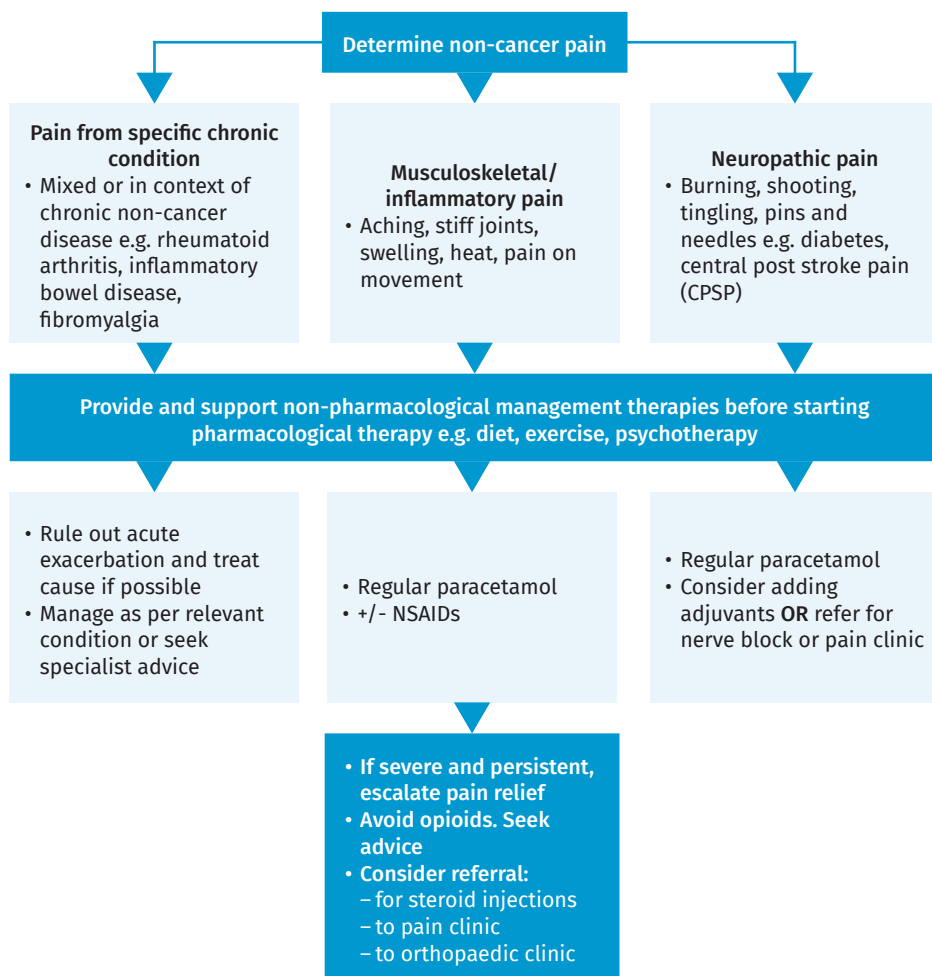 Determine non-cancer pain
Pain from specific chronic
condition
• Mixed or in context of
chronic non-cancer
disease e.g. rheumatoid
arthritis, inflammatory
bowel disease,
fibromyalgia
Musculoskeletal/
inflammatory pain
• Aching, stiff joints,
swelling, heat, pain on
movement
Neuropathic pain
• Burning, shooting,
tingling, pins and
needles e.g. diabetes,
central post stroke pain
(CPSP)
Provide and support non-pharmacological management therapies before starting
pharmacological therapy e.g. diet, exercise, psychotherapy
• Rule out acute
exacerbation and treat
cause if possible
• Manage as per relevant
condition or seek
specialist advice
• Regular paracetamol
• +/- NSAIDs
• Regular paracetamol
• Consider adding
adjuvants OR refer for
nerve block or pain clinic
• If severe and persistent,
escalate pain relief
• Avoid opioids. Seek
advice
• Consider referral:
– for steroid injections
– to pain clinic
– to orthopaedic clinic